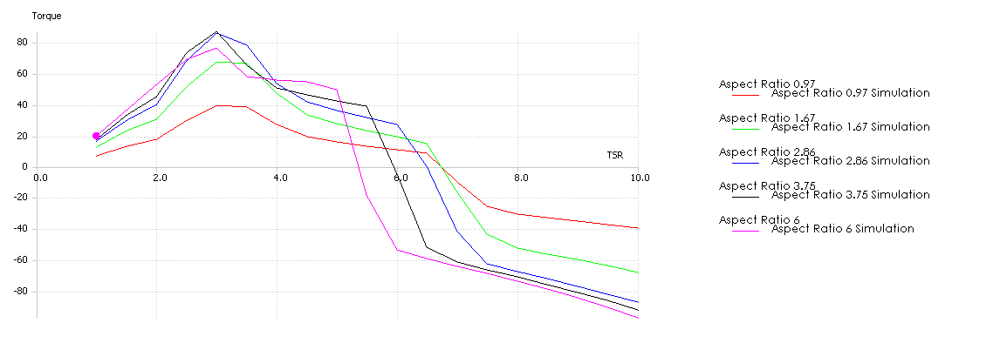 Torque
80
60
40
20
0
-20
-40
-60
-80
TSR
0.0
2.0
4.0
6.0
8.0
10.0
Aspect Ratio 0.97
Aspect Ratio 0.97 Simulation
Aspect Ratio 1.67
Aspect Ratio 1.67 Simulation
Aspect Ratio 2.86
Aspect Ratio 2.86 Simulation
Aspect Ratio 3.75
Aspect Ratio 3.75 Simulation
Aspect Ratio 6
Aspect Ratio 6 Simulation